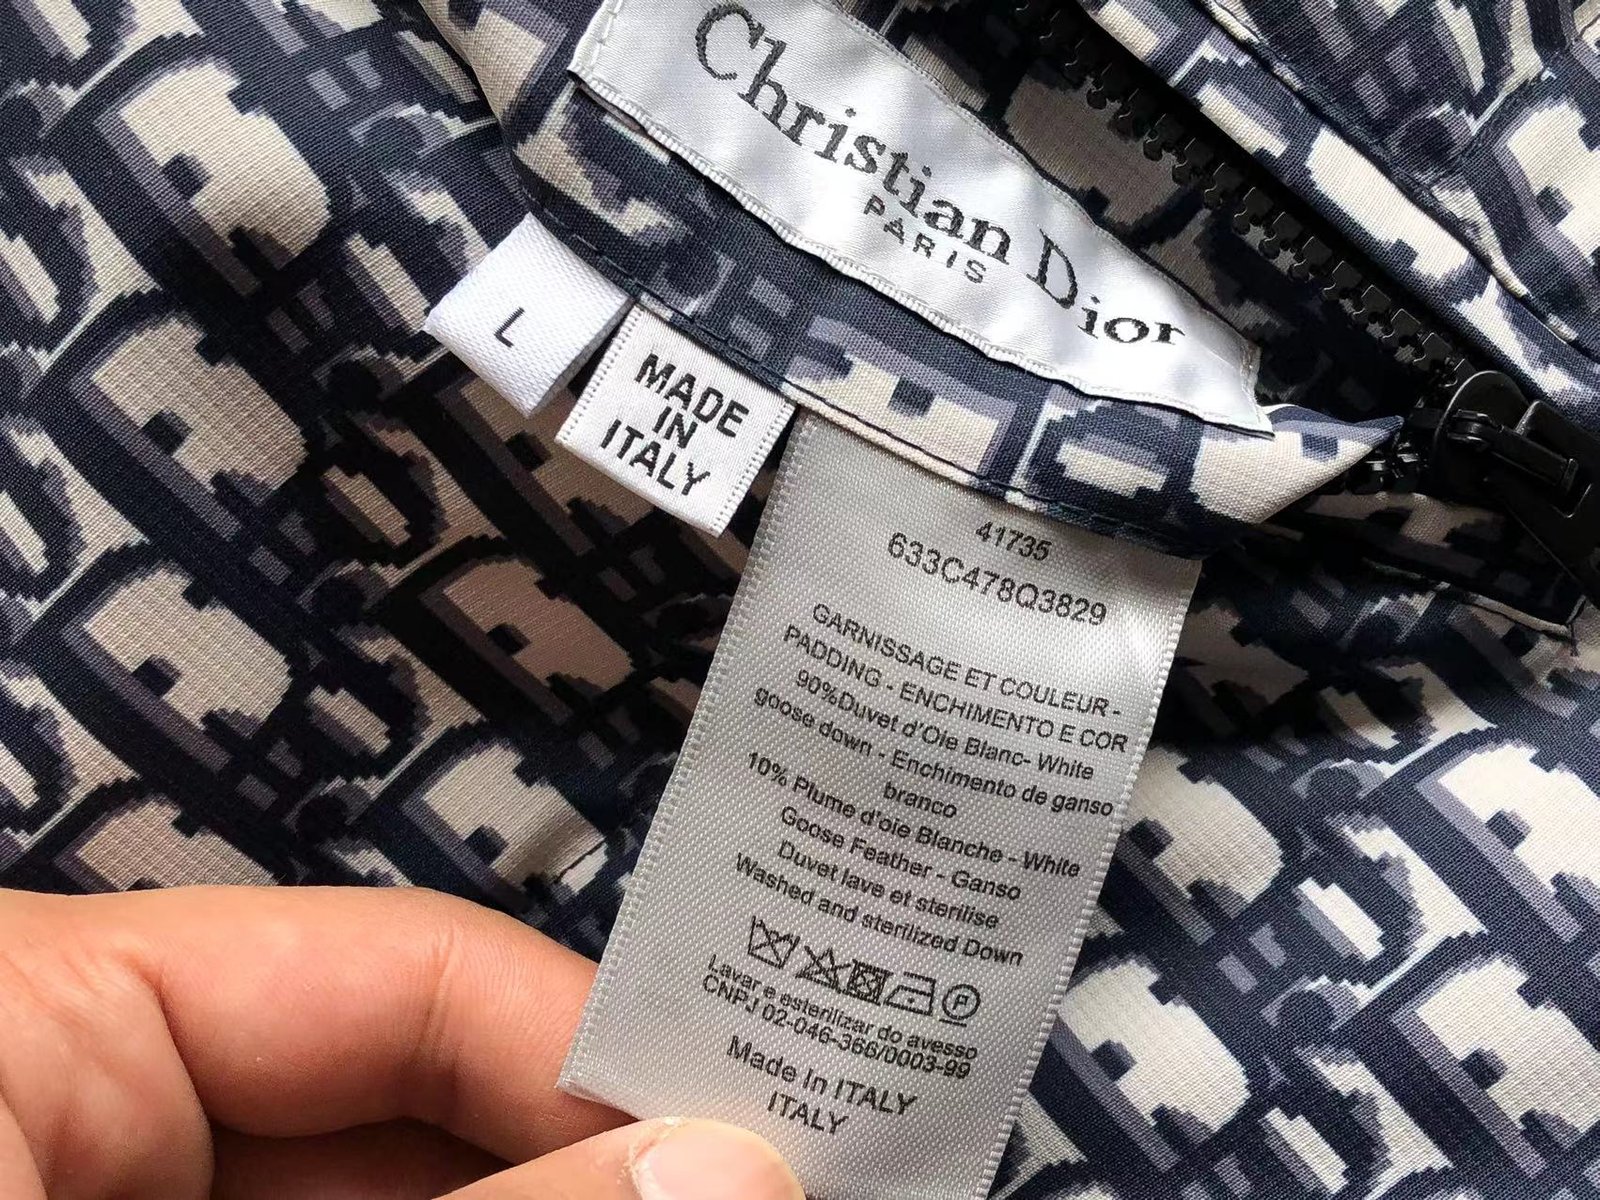 Christian Dior
PARIS
L
MADE
IN
ITALY
41735
633C478Q3829
GARNISSAGE ET COULEUR -
PADDING - ENCHIMENTO E COR
90%Duvet d'Oie Blanc- White
goose down - Enchimento de ganso
branco
10% Plume d'oie Blanche - White
Goose Feather - Ganso
Duvet lave et sterilise
Washed and sterilized Down
P
Lavar e esterilizar do avesso
CNPJ 02-046-366/0003-99
Made In ITALY
ITALY